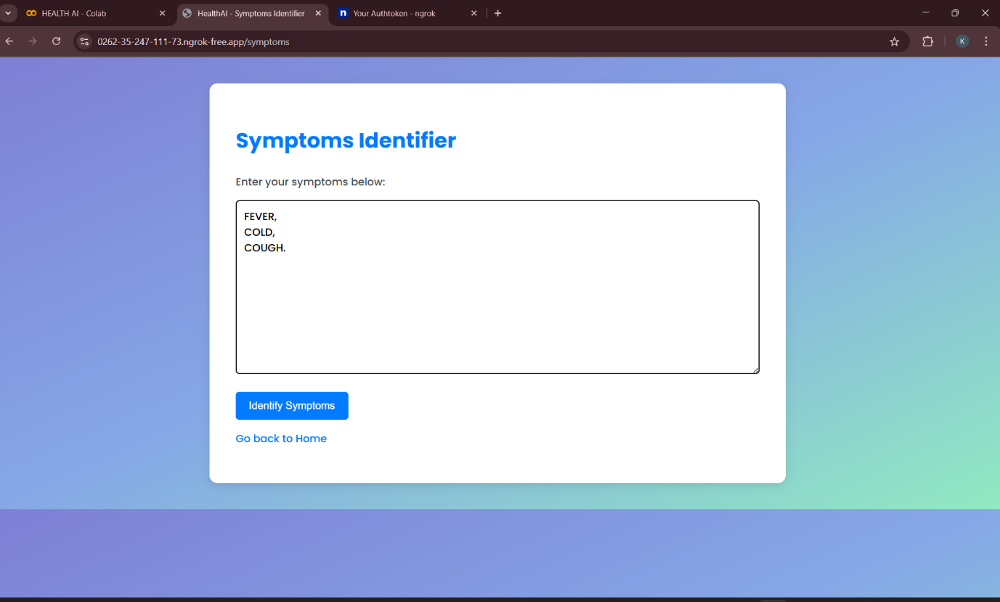 HEALTH AI - Colab
HealthAI - Symptoms Identifier
Your Authtoken - ngrok
0262-35-247-111-73.ngrok-free.app/symptoms
K
Symptoms Identifier
Enter your symptoms below:
FEVER,
COLD,
COUGH.
Identify Symptoms
Go back to Home